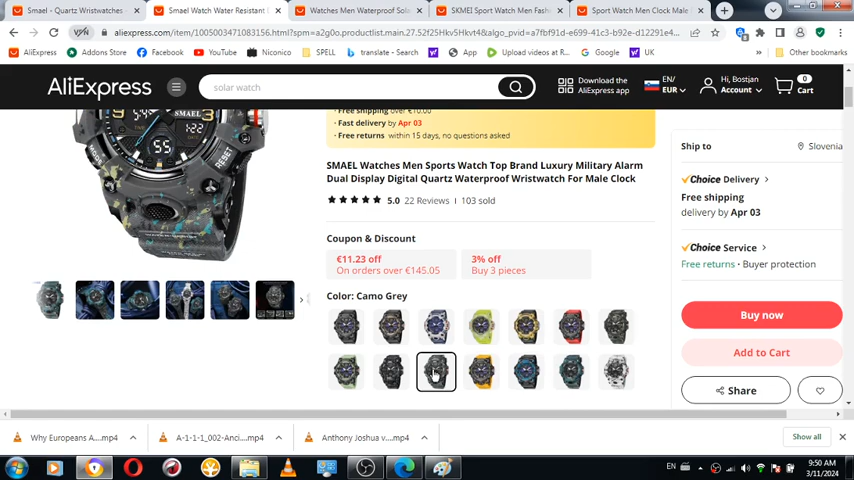 Smael - Quartz Wristwatches
Smael Watch Water Resistant
Watches Men Waterproof Sol
SKMEI Sport Watch Men Fash
Sport Watch Men Clock Male
aliexpress.com/item/1005003471083156.html?spm=a2g0o.productlist.main.27.52f25Hkv5Hkvt4&algo_pvid=a7fbf91d-e699-41c3-b92e-d12291e4
AliExpress
Addons Store
Facebook
YouTube
Niconico
SPELL
translate - Search
App
Upload videos at r...
Google
UK
Other bookmarks
AliExpress
solar watch
Download the
AliExpress app
EN/
EUR
Hi, Bostjan
Account
0
Cart
Free shipping over €10.00
Fast delivery by Apr 03
Free returns within 15 days, no questions asked
SMAEL
1:22
55
MODE
RESET
SMAEL Watches Men Sports Watch Top Brand Luxury Military Alarm
Dual Display Digital Quartz Waterproof Wristwatch For Male Clock
5.0 22 Reviews | 103 sold
Coupon & Discount
€11.23 off
On orders over €145.05
3% off
Buy 3 pieces
Color: Camo Grey
Ship to
Slovenia
Choice Delivery
Free shipping
delivery by Apr 03
Choice Service
Free returns • Buyer protection
Buy now
Add to Cart
Share
Why Europeans A....mp4
A-1-1-1_002-Anci....mp4
Anthony Joshua v....mp4
Show all
EN
9:50 AM
3/11/2024